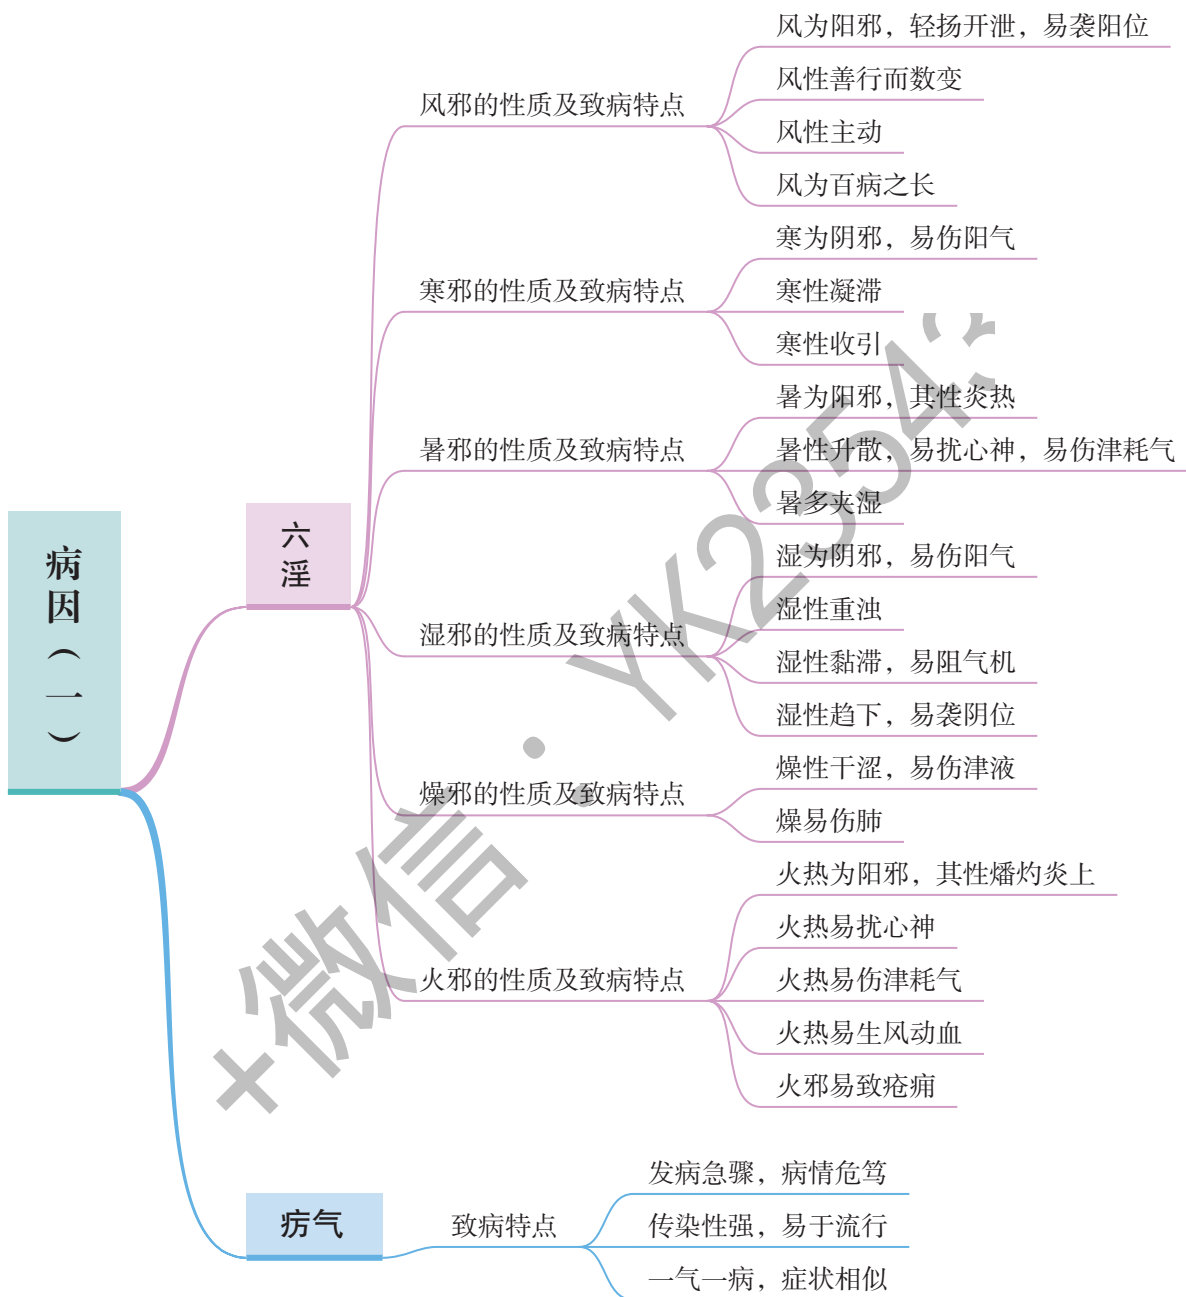 病因（一）
六淫
风邪的性质及致病特点
风为阳邪，轻扬开泄，易袭阳位
风性善行而数变
风性主动
风为百病之长
寒邪的性质及致病特点
寒为阴邪，易伤阳气
寒性凝滞
寒性收引
暑邪的性质及致病特点
暑为阳邪，其性炎热
暑性升散，易扰心神，易伤津耗气
暑多夹湿
湿邪的性质及致病特点
湿为阴邪，易伤阳气
湿性重浊
湿性黏滞，易阻气机
湿性趋下，易袭阴位
燥邪的性质及致病特点
燥性干涩，易伤津液
燥易伤肺
火邪的性质及致病特点
火热为阳邪，其性燔灼炎上
火热易扰心神
火热易伤津耗气
火热易生风动血
火邪易致疮痈
疠气
致病特点
发病急骤，病情危笃
传染性强，易于流行
一气一病，症状相似
+微信：YK2354